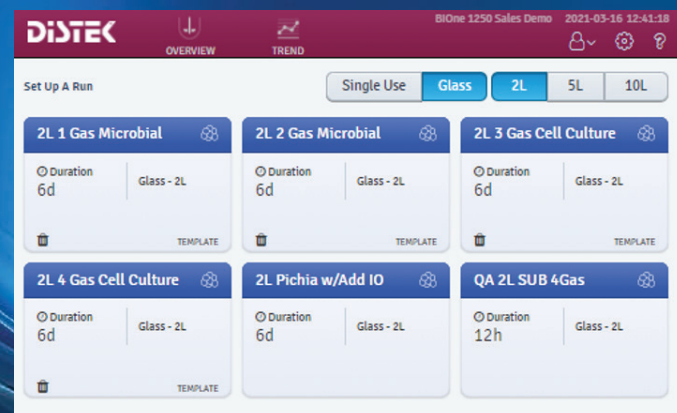 DISTEK
OVERVIEW
TREND
BIOne 1250 Sales Demo 2021-03-16 12:41:18
Set Up A Run
Single Use Glass 2L 5L 10L
2L 1 Gas Microbial
Duration
6d
Glass - 2L
TEMPLATE
2L 2 Gas Microbial
Duration
6d
Glass - 2L
TEMPLATE
2L 3 Gas Cell Culture
Duration
6d
Glass - 2L
TEMPLATE
2L 4 Gas Cell Culture
Duration
6d
Glass - 2L
TEMPLATE
2L Pichia w/Add IO
Duration
6d
Glass - 2L
QA 2L SUB 4Gas
Duration
12h
Glass - 2L